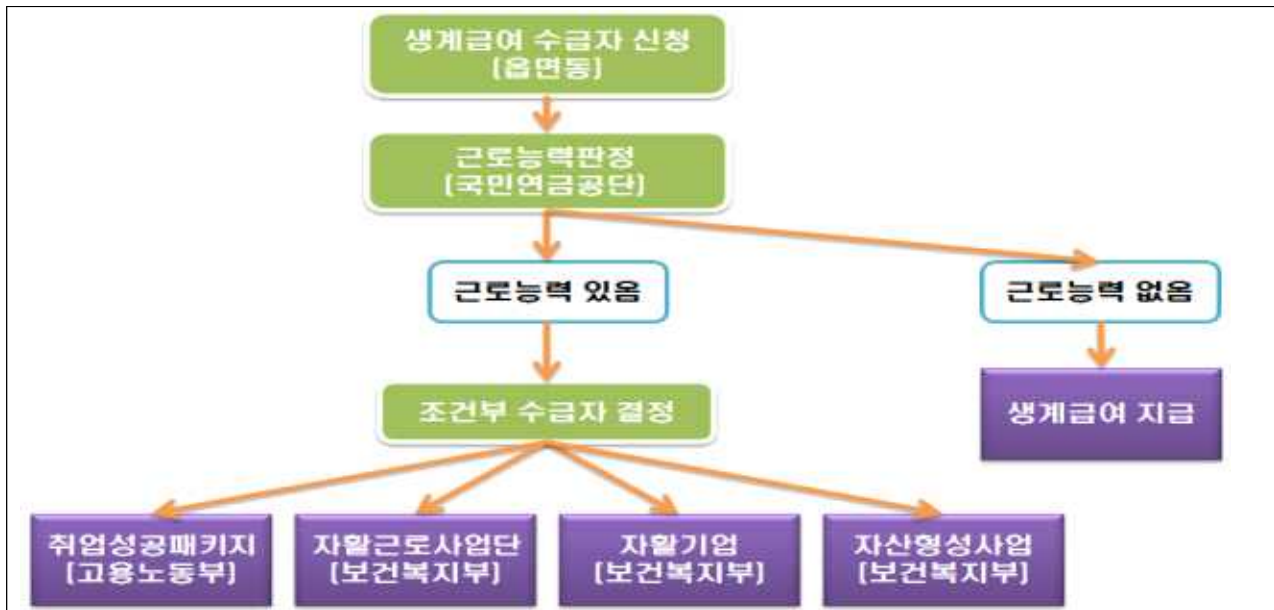 생계급여 수급자 신청
[읍면동]
근로능력판정
[국민연금공단]
근로능력 있음
근로능력 없음
조건부 수급자 결정
생계급여 지급
취업성공패키지
[고용노동부]
자활근로사업단
[보건복지부]
자활기업
[보건복지부]
자산형성사업
[보건복지부]